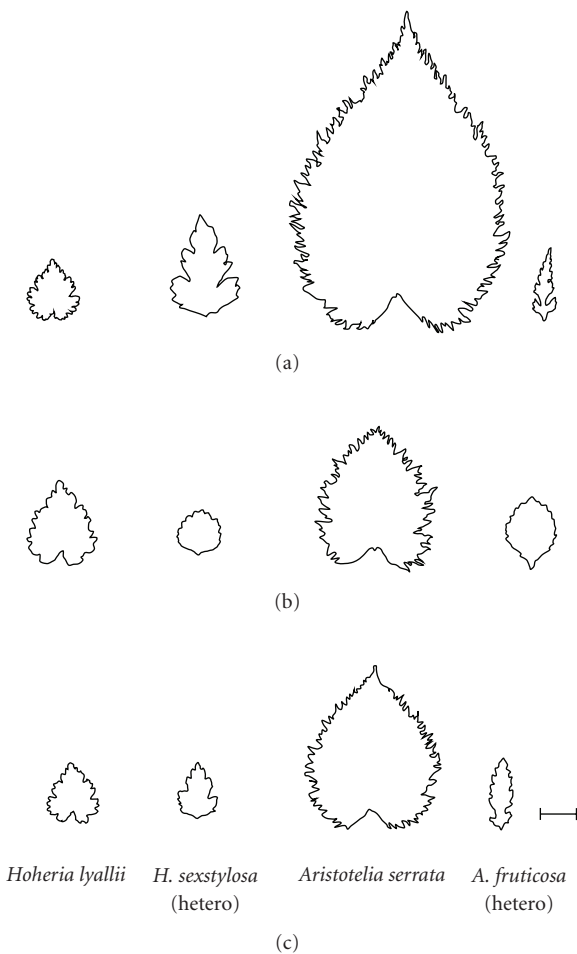 (a)
(b)
Hoheria lyallii H. sexstylosa Aristotelia serrata A. fruticosa
(hetero) (hetero)
(c)